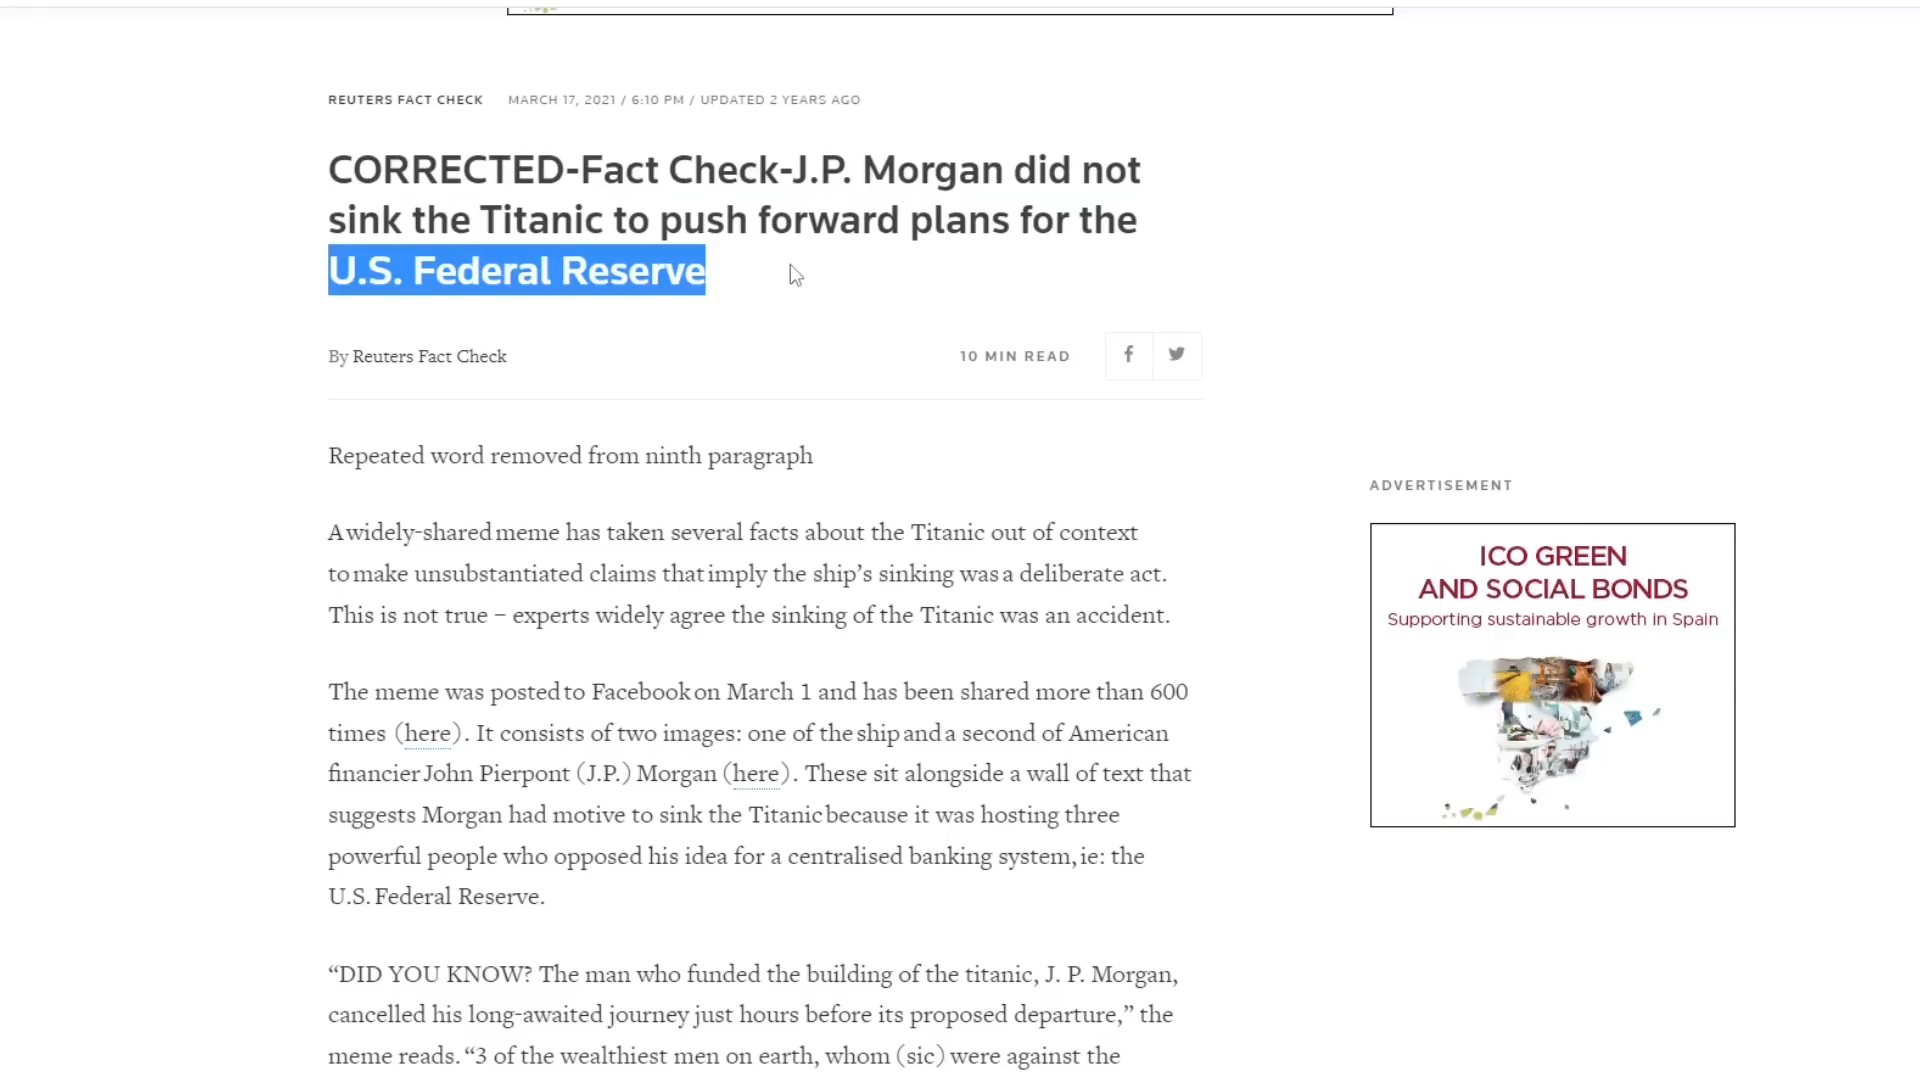 REUTERS FACT CHECK MARCH 17, 2021 / 6:10 PM / UPDATED 2 YEARS AGO
CORRECTED-Fact Check-J.P. Morgan did not
sink the Titanic to push forward plans for the
U.S. Federal Reserve
By Reuters Fact Check
10 MIN READ
Repeated word removed from ninth paragraph
A widely-shared meme has taken several facts about the Titanic out of context
to make unsubstantiated claims that imply the ship’s sinking was a deliberate act.
This is not true – experts widely agree the sinking of the Titanic was an accident.
The meme was posted to Facebook on March 1 and has been shared more than 600
times (here). It consists of two images: one of the ship and a second of American
financier John Pierpont (J.P.) Morgan (here). These sit alongside a wall of text that
suggests Morgan had motive to sink the Titanic because it was hosting three
powerful people who opposed his idea for a centralised banking system, ie: the
U.S. Federal Reserve.
“DID YOU KNOW? The man who funded the building of the titanic, J. P. Morgan,
cancelled his long-awaited journey just hours before its proposed departure,” the
meme reads. “3 of the wealthiest men on earth, whom (sic) were against the
ADVERTISEMENT
ICO GREEN
AND SOCIAL BONDS
Supporting sustainable growth in Spain